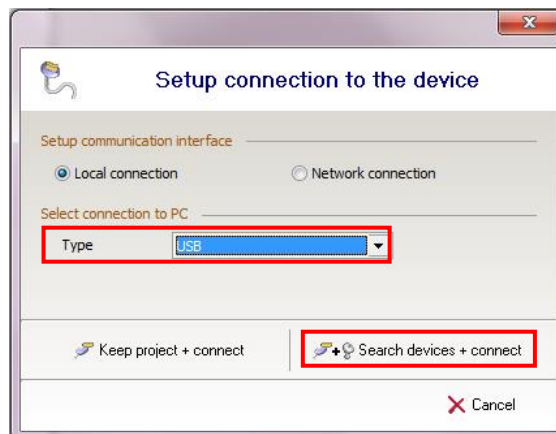 Setup connection to the device
Setup communication interface
Local connection Network connection
Select connection to PC
Type USB
Keep project + connect Search devices + connect
Cancel